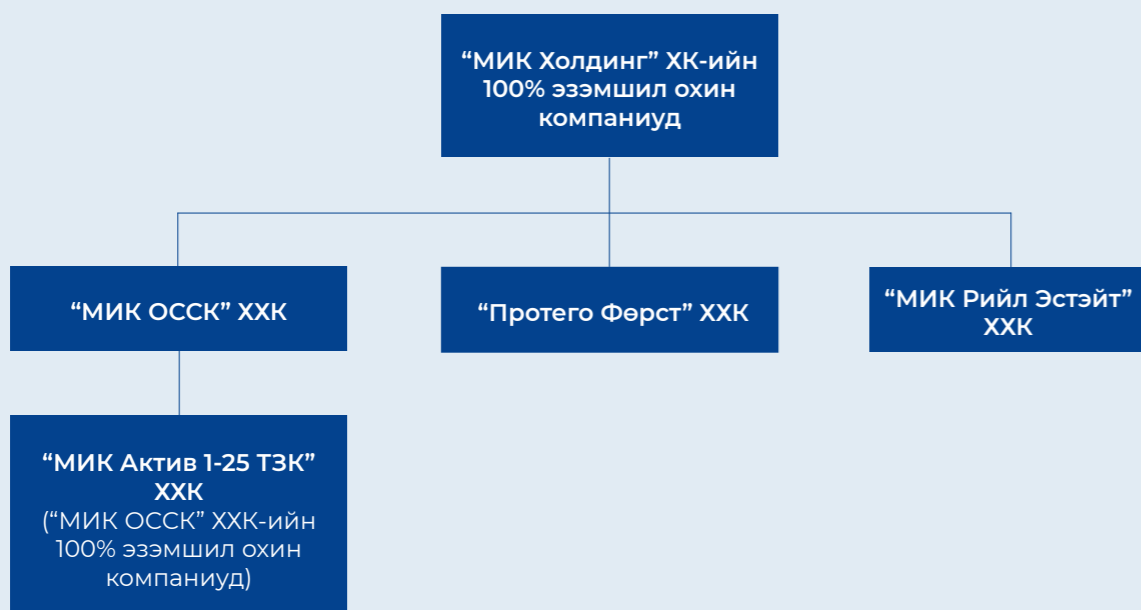 “МИК Холдинг” ХК-ийн
100% эзэмшил охин
компаниуд
“МИК ОССК” ХХК
“Протего Фөрст” ХХК
“МИК Рийл Эстэйт”
ХХК
“МИК Актив 1-25 ТЗК”
ХХК
(“МИК ОССК” ХХК-ийн
100% эзэмшил охин
компаниуд)